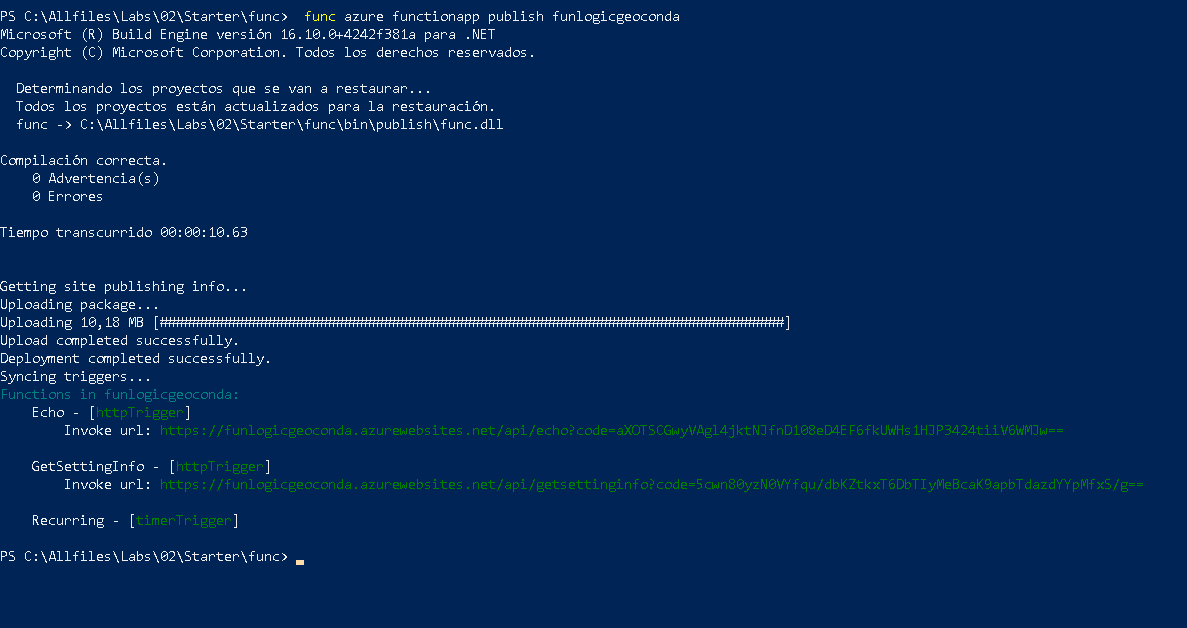 PS C:\Allfiles\Labs\02\Starter\func>  func azure functionapp publish funlogicgeoconda
Microsoft (R) Build Engine versión 16.10.0+4242f381a para .NET
Copyright (C) Microsoft Corporation. Todos los derechos reservados.
Determinando los proyectos que se van a restaurar...
Todos los proyectos están actualizados para la restauración.
func -> C:\Allfiles\Labs\02\Starter\func\bin\publish\func.dll
Compilación correcta.
0 Advertencia(s)
0 Errores
Tiempo transcurrido 00:00:10.63
Getting site publishing info...
Uploading package...
Uploading 10,18 MB [##############################################################################]
Upload completed successfully.
Deployment completed successfully.
Syncing triggers...
Functions in funlogicgeoconda:
Echo - [httpTrigger]
Invoke url: https://funlogicgeoconda.azurewebsites.net/api/echo?code=aXOTSCGwyVAgl4jktNJfnD108eD4EF6fkUWHs1HJP3424tiiV6WMJw==
GetSettingInfo - [httpTrigger]
Invoke url: https://funlogicgeoconda.azurewebsites.net/api/getsettinginfo?code=5cwn80yzN0VYfqu/dbKZtkxT6DbTIyMeBcaK9apbTdazdYYpMfxS/g==
Recurring - [timerTrigger]
PS C:\Allfiles\Labs\02\Starter\func>